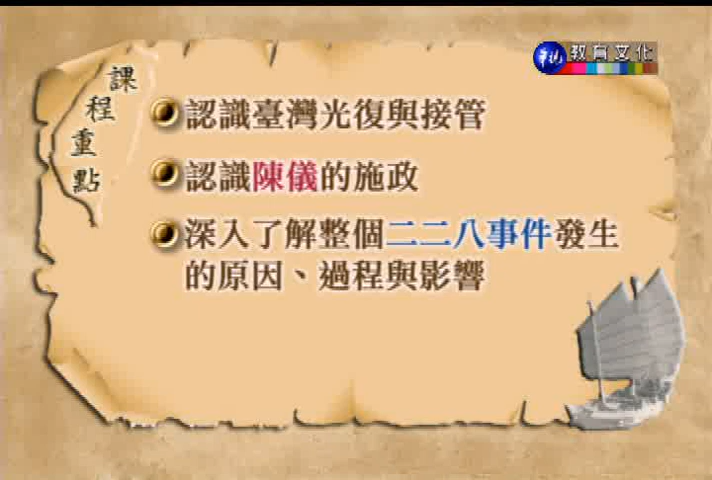 華視 教育文化
課程重點
認識臺灣光復與接管
認識陳儀的施政
深入了解整個二二八事件發生
的原因、過程與影響